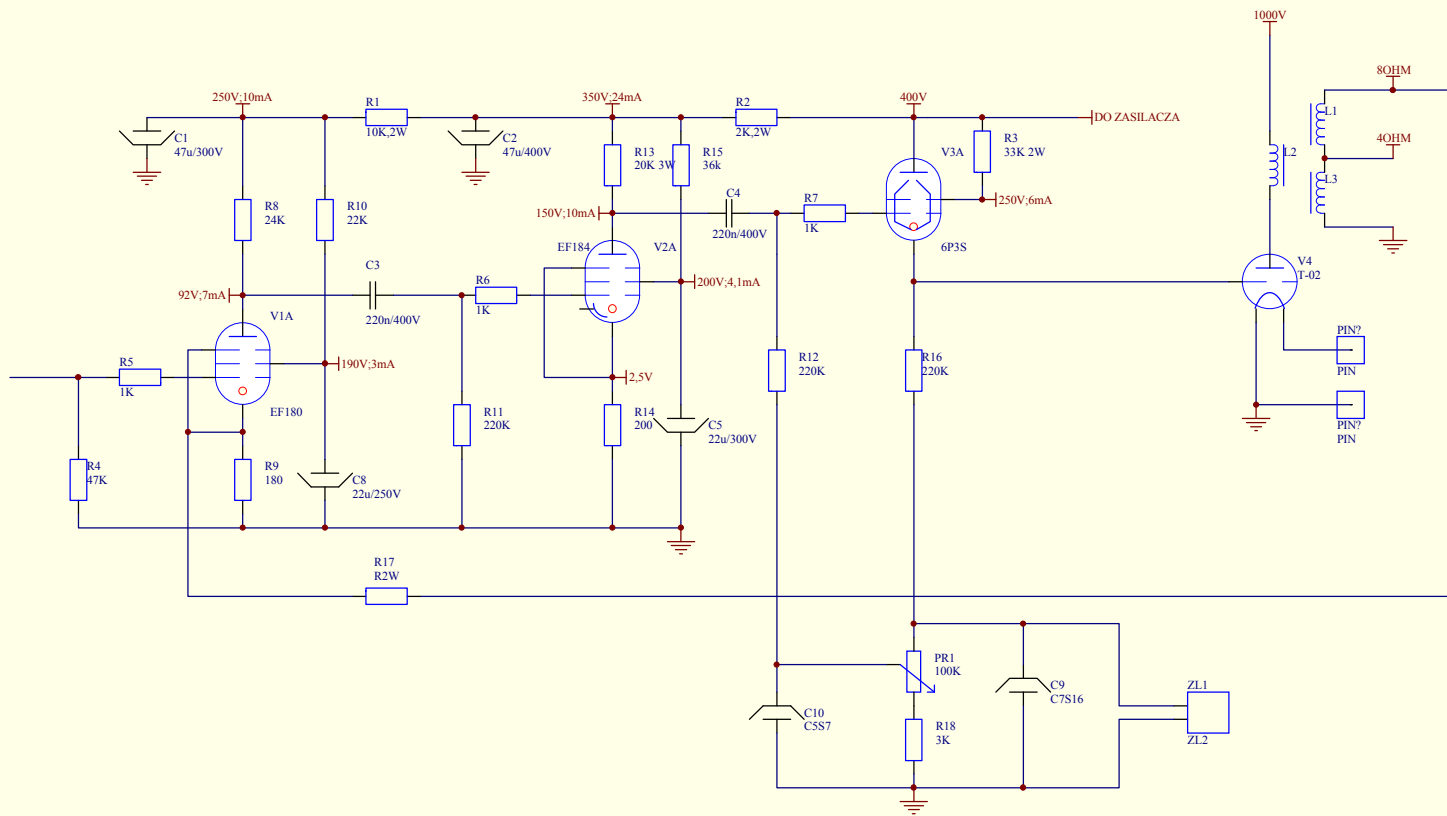 1000V
8OHM
L1
4OHM
L2
L3
250V;10mA
R1
10K,2W
350V;24mA
R2
2K,2W
400V
DO ZASILACZA
C1
47u/300V
C2
47u/400V
R13
20K 3W
R15
36k
V3A
R3
33K 2W
R8
24K
R10
22K
150V;10mA
C4
220n/400V
R7
1K
250V;6mA
6P3S
EF184
V2A
V4
T-02
C3
220n/400V
R6
1K
200V;4,1mA
92V;7mA
V1A
190V;3mA
R5
1K
EF180
2,5V
R12
220K
R16
220K
PIN?
PIN
PIN?
PIN
R11
220K
R14
200
C5
22u/300V
R4
47K
R9
180
C8
22u/250V
R17
R2W
PR1
100K
C9
C7S16
ZL1
ZL2
C10
C5S7
R18
3K